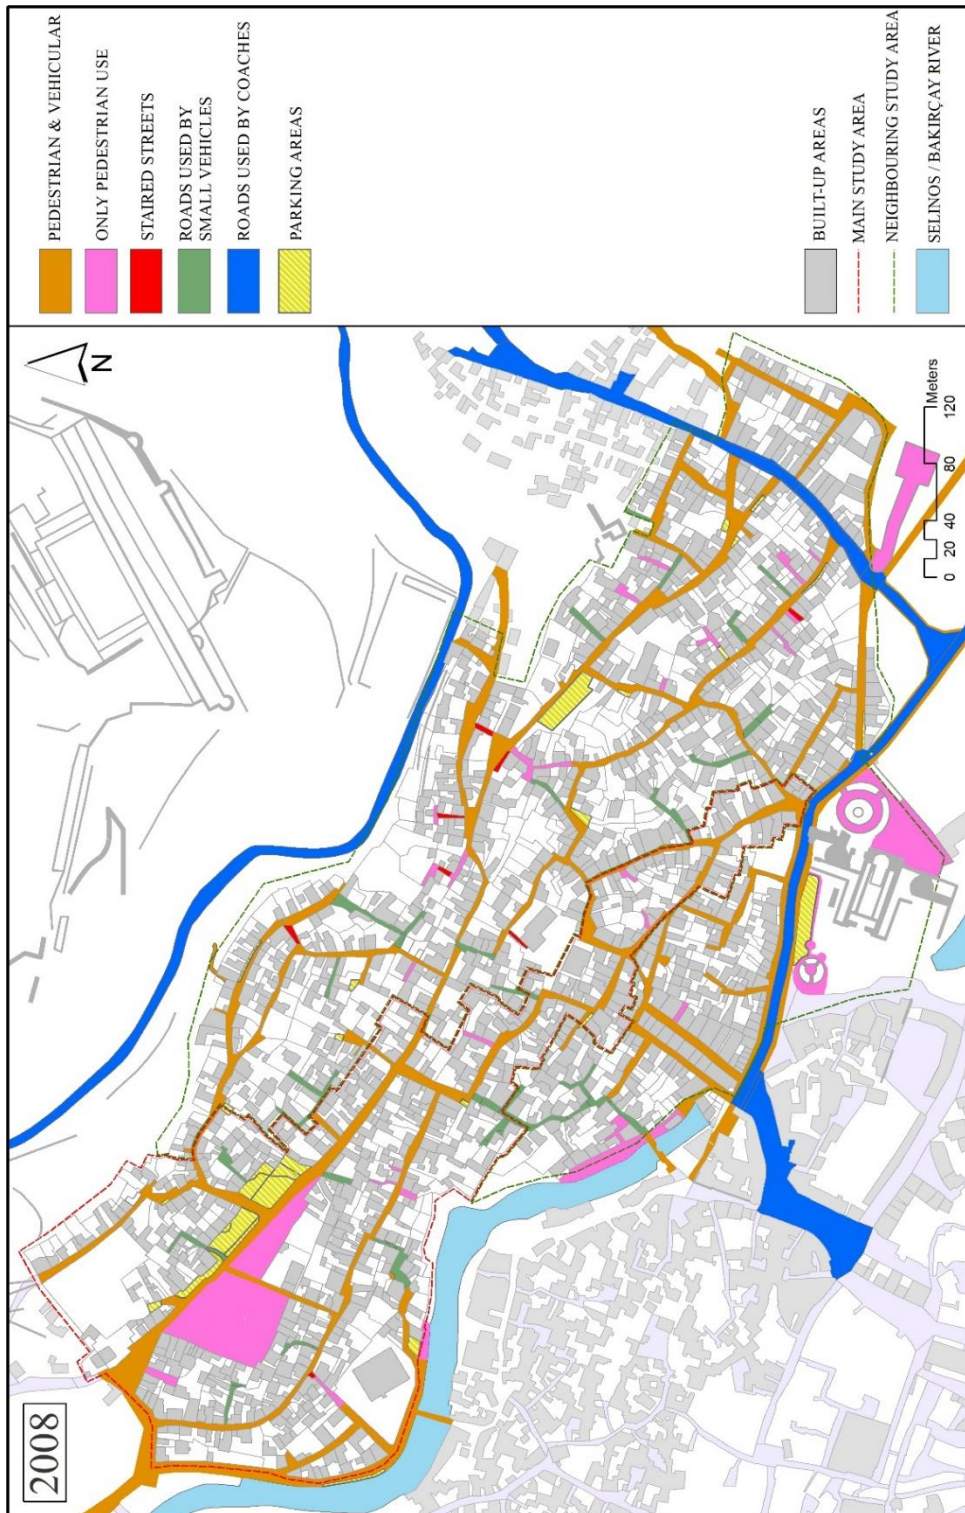 2008
N
0 20 40 80 120
Meters
PEDESTRIAN & VEHICULAR
ONLY PEDESTRIAN USE
STAIRED STREETS
ROADS USED BY
SMALL VEHICLES
ROADS USED BY COACHES
PARKING AREAS
BUILT-UP AREAS
MAIN STUDY AREA
NEIGHBOURING STUDY AREA
SELINOS / BAKIRÇAY RIVER